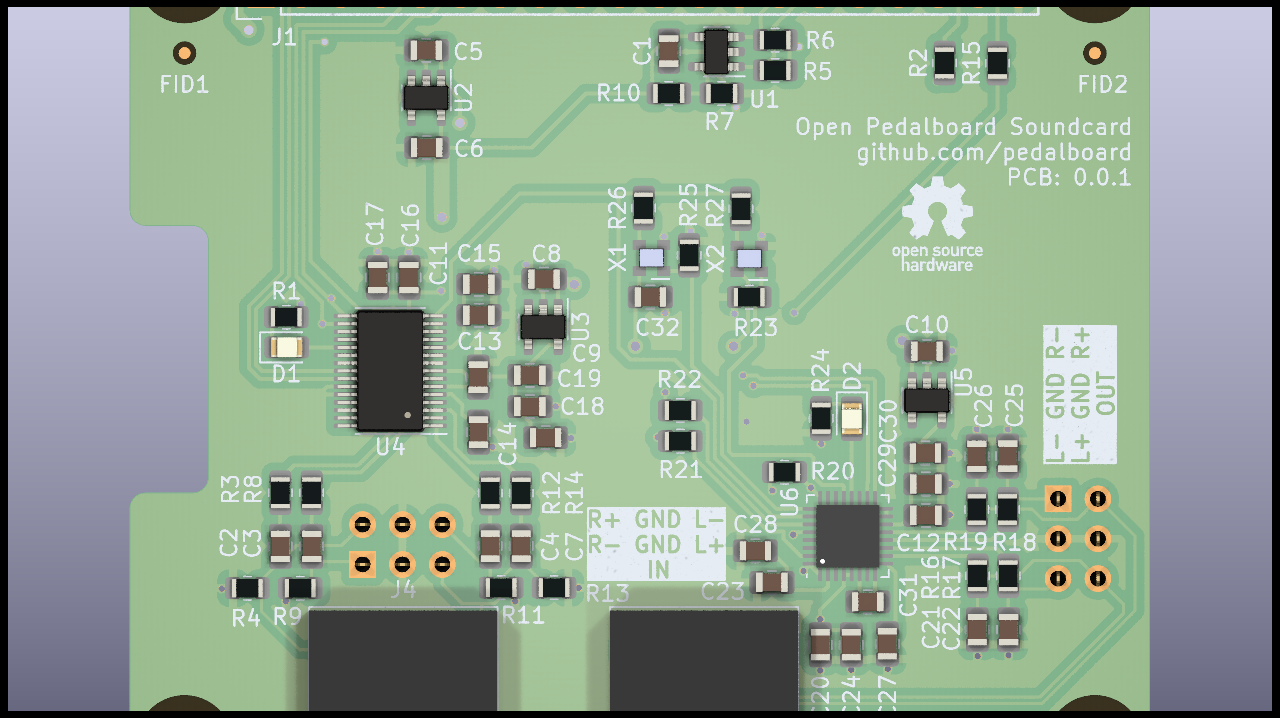 J1
C5
C1
R6
R5
R2
R15
FID1
FID2
U2
R10
U1
R7
C6
Open Pedalboard Soundcard
github.com/pedalboard
PCB: 0.0.1
open source
hardware
C17
C16
C11
C15
C8
R26
R25
R27
X1
X2
R1
D1
C13
U3
C9
C32
R23
C19
C18
R22
R21
R24
D2
C10
U5
C26
C25
L- GND R-
L+ GND R+
OUT
U4
C14
C29
C30
R20
U6
R3
R8
R12
R14
C2
C3
C4
C7
R+ GND L-
R- GND L+
IN
C28
C23
C12
R19
R18
R16
R17
C31
C21
C22
J4
R4
R9
R11
R13
C20
C24
C27